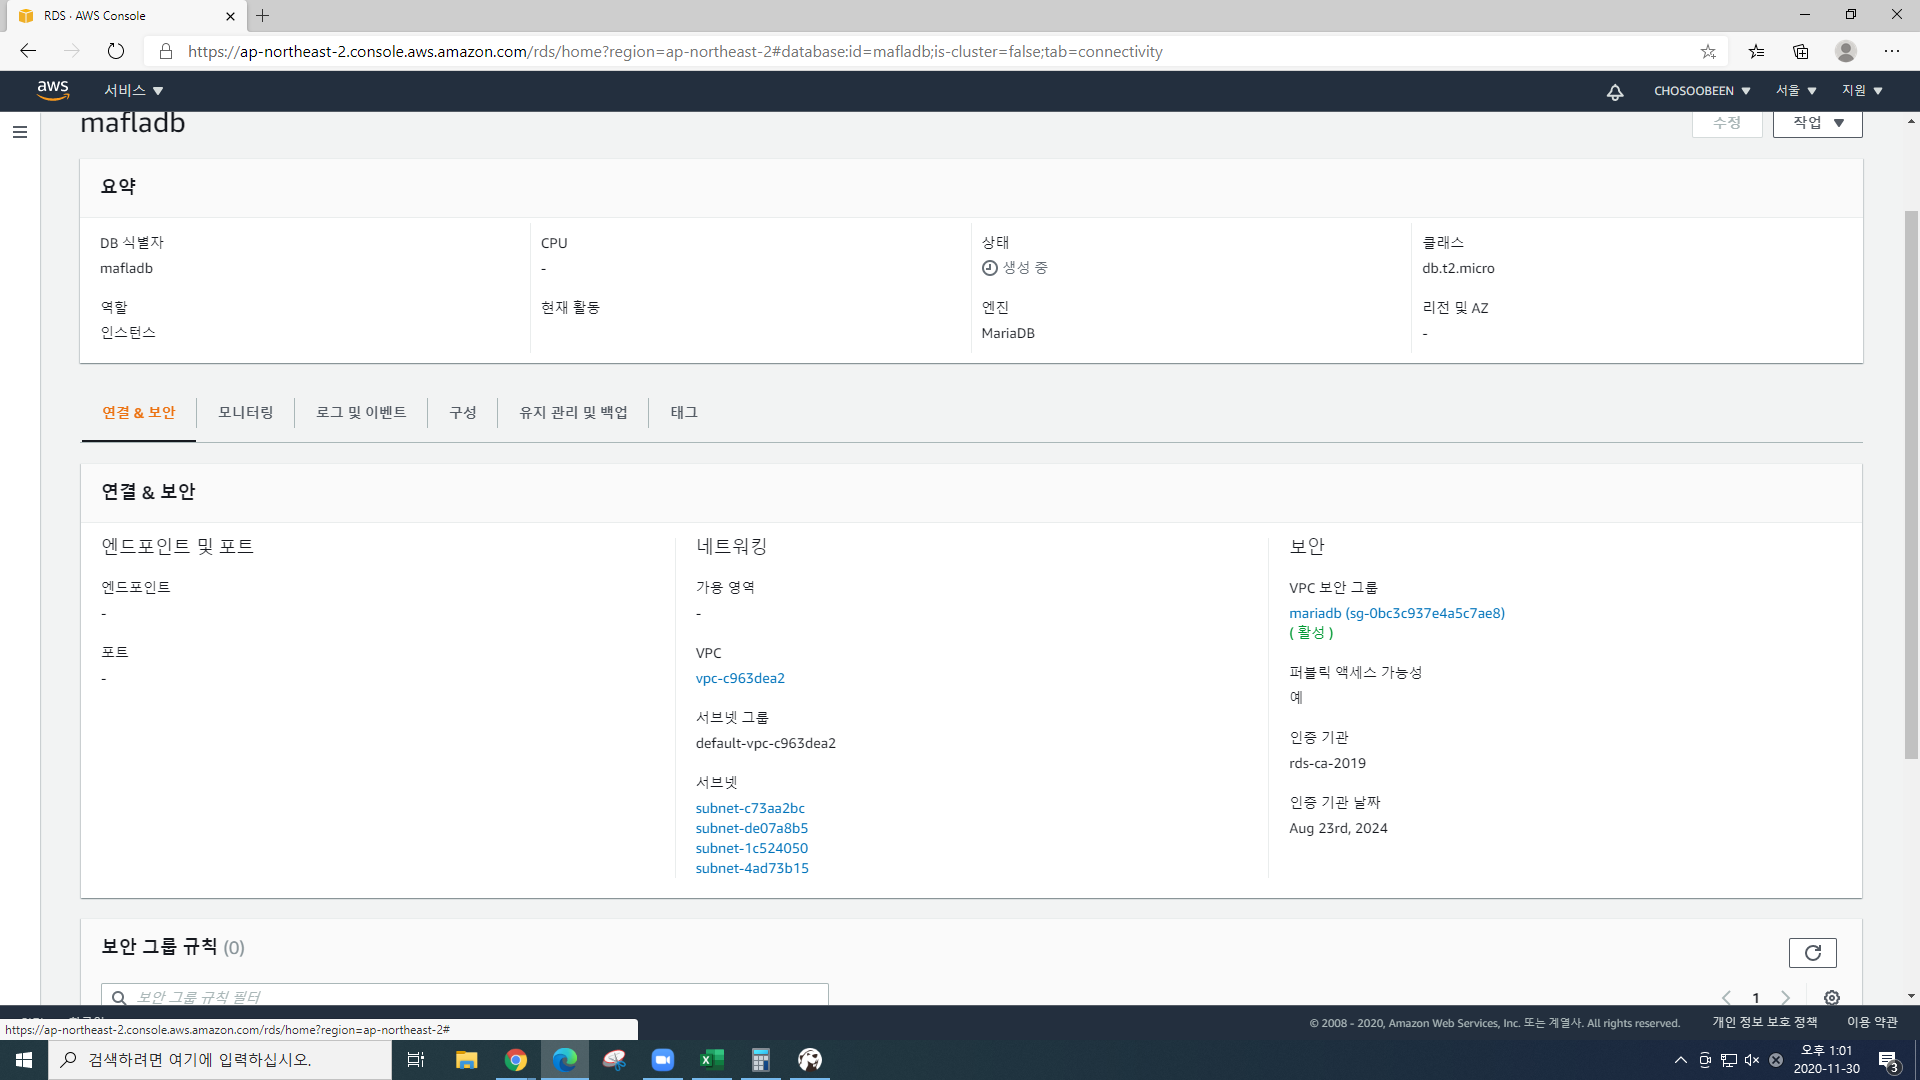 RDS · AWS Console
https://ap-northeast-2.console.aws.amazon.com/rds/home?region=ap-northeast-2#database:id=mafladb;is-cluster=false;tab=connectivity
aws
서비스
CHOSOOBEEN
서울
지원
mafladb
수정
작업
요약
DB 식별자
mafladb
CPU
-
상태
생성 중
클래스
db.t2.micro
역할
인스턴스
현재 활동
엔진
MariaDB
리전 및 AZ
-
연결 & 보안
모니터링
로그 및 이벤트
구성
유지 관리 및 백업
태그
연결 & 보안
엔드포인트 및 포트
엔드포인트
-
포트
-
네트워킹
가용 영역
-
VPC
vpc-c963dea2
서브넷 그룹
default-vpc-c963dea2
서브넷
subnet-c73aa2bc
subnet-de07a8b5
subnet-1c524050
subnet-4ad73b15
보안
VPC 보안 그룹
mariadb (sg-0bc3c937e4a5c7ae8)
( 활성 )
퍼블릭 액세스 가능성
예
인증 기관
rds-ca-2019
인증 기관 날짜
Aug 23rd, 2024
보안 그룹 규칙 (0)
보안 그룹 규칙 필터
1
https://ap-northeast-2.console.aws.amazon.com/rds/home?region=ap-northeast-2#
© 2008 - 2020, Amazon Web Services, Inc. 또는 계열사. All rights reserved.
개인 정보 보호 정책
이용 약관
검색하려면 여기에 입력하십시오.
오후 1:01
2020-11-30
3